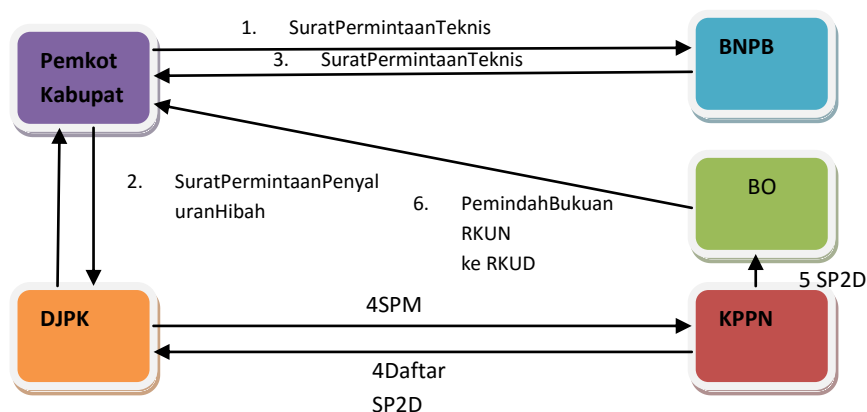 1. SuratPermintaanTeknis
3. SuratPermintaanTeknis
Pemkot
Kabupat
BNPB
2. SuratPermintaanPenyal
uranHibah
6. PemindahBukuan
RKUN
ke RKUD
BO
5 SP2D
DJPK
4SPM
KPPN
4Daftar
SP2D